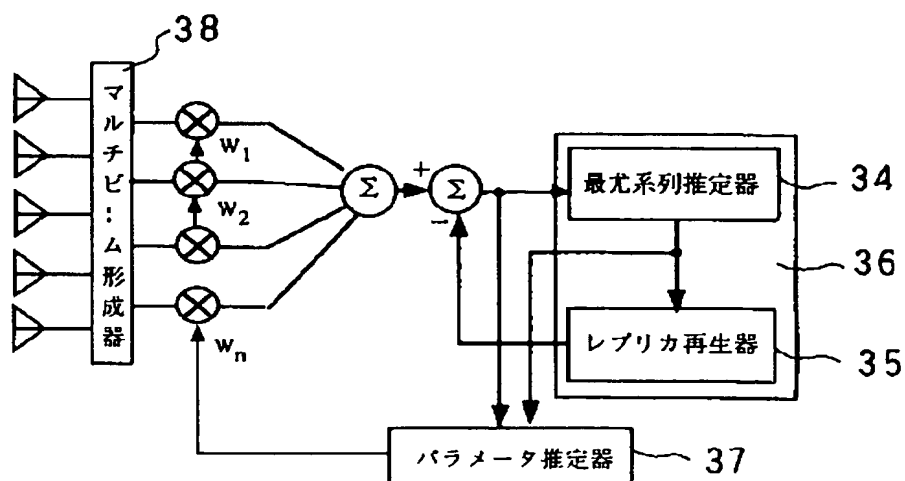 38
マルチビーム形成器
W1
W2
Wn
Σ
+
Σ
−
最尤系列推定器
34
36
レプリカ再生器
35
パラメータ推定器
37